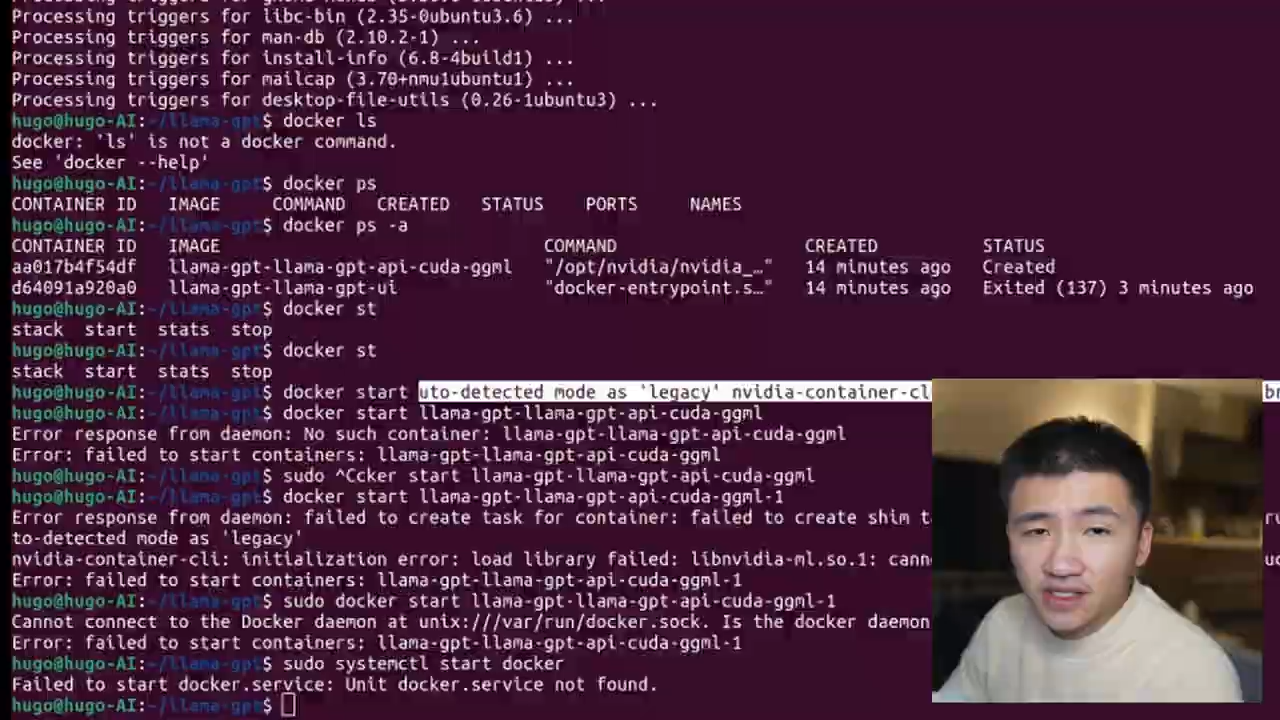 Processing triggers for libc-bin (2.35-0ubuntu3.6) ...
Processing triggers for man-db (2.10.2-1) ...
Processing triggers for install-info (6.8-4build1) ...
Processing triggers for mailcap (3.70+nmu1ubuntu1) ...
Processing triggers for desktop-file-utils (0.26-1ubuntu3) ...
hugo@hugo-AI:~/llama-gpt$ docker ls
docker: 'ls' is not a docker command.
See 'docker --help'
hugo@hugo-AI:~/llama-gpt$ docker ps
CONTAINER ID IMAGE COMMAND CREATED STATUS PORTS NAMES
hugo@hugo-AI:~/llama-gpt$ docker ps -a
CONTAINER ID IMAGE COMMAND CREATED STATUS
aa017b4f54df llama-gpt-llama-gpt-api-cuda-ggml "/opt/nvidia/nvidia_…" 14 minutes ago Created
d64091a920a0 llama-gpt-llama-gpt-ui "docker-entrypoint.s…" 14 minutes ago Exited (137) 3 minutes ago
hugo@hugo-AI:~/llama-gpt$ docker st
stack start stats stop
hugo@hugo-AI:~/llama-gpt$ docker st
stack start stats stop
hugo@hugo-AI:~/llama-gpt$ docker start uto-detected mode as 'legacy' nvidia-container-cl
hugo@hugo-AI:~/llama-gpt$ docker start llama-gpt-llama-gpt-api-cuda-ggml
Error response from daemon: No such container: llama-gpt-llama-gpt-api-cuda-ggml
Error: failed to start containers: llama-gpt-llama-gpt-api-cuda-ggml
hugo@hugo-AI:~/llama-gpt$ sudo ^Ccker start llama-gpt-llama-gpt-api-cuda-ggml
hugo@hugo-AI:~/llama-gpt$ docker start llama-gpt-llama-gpt-api-cuda-ggml-1
Error response from daemon: failed to create task for container: failed to create shim t
to-detected mode as 'legacy'
nvidia-container-cli: initialization error: load library failed: libnvidia-ml.so.1: cann
Error: failed to start containers: llama-gpt-llama-gpt-api-cuda-ggml-1
hugo@hugo-AI:~/llama-gpt$ sudo docker start llama-gpt-llama-gpt-api-cuda-ggml-1
Cannot connect to the Docker daemon at unix:///var/run/docker.sock. Is the docker daemon
Error: failed to start containers: llama-gpt-llama-gpt-api-cuda-ggml-1
hugo@hugo-AI:~/llama-gpt$ sudo systemctl start docker
Failed to start docker.service: Unit docker.service not found.
hugo@hugo-AI:~/llama-gpt$